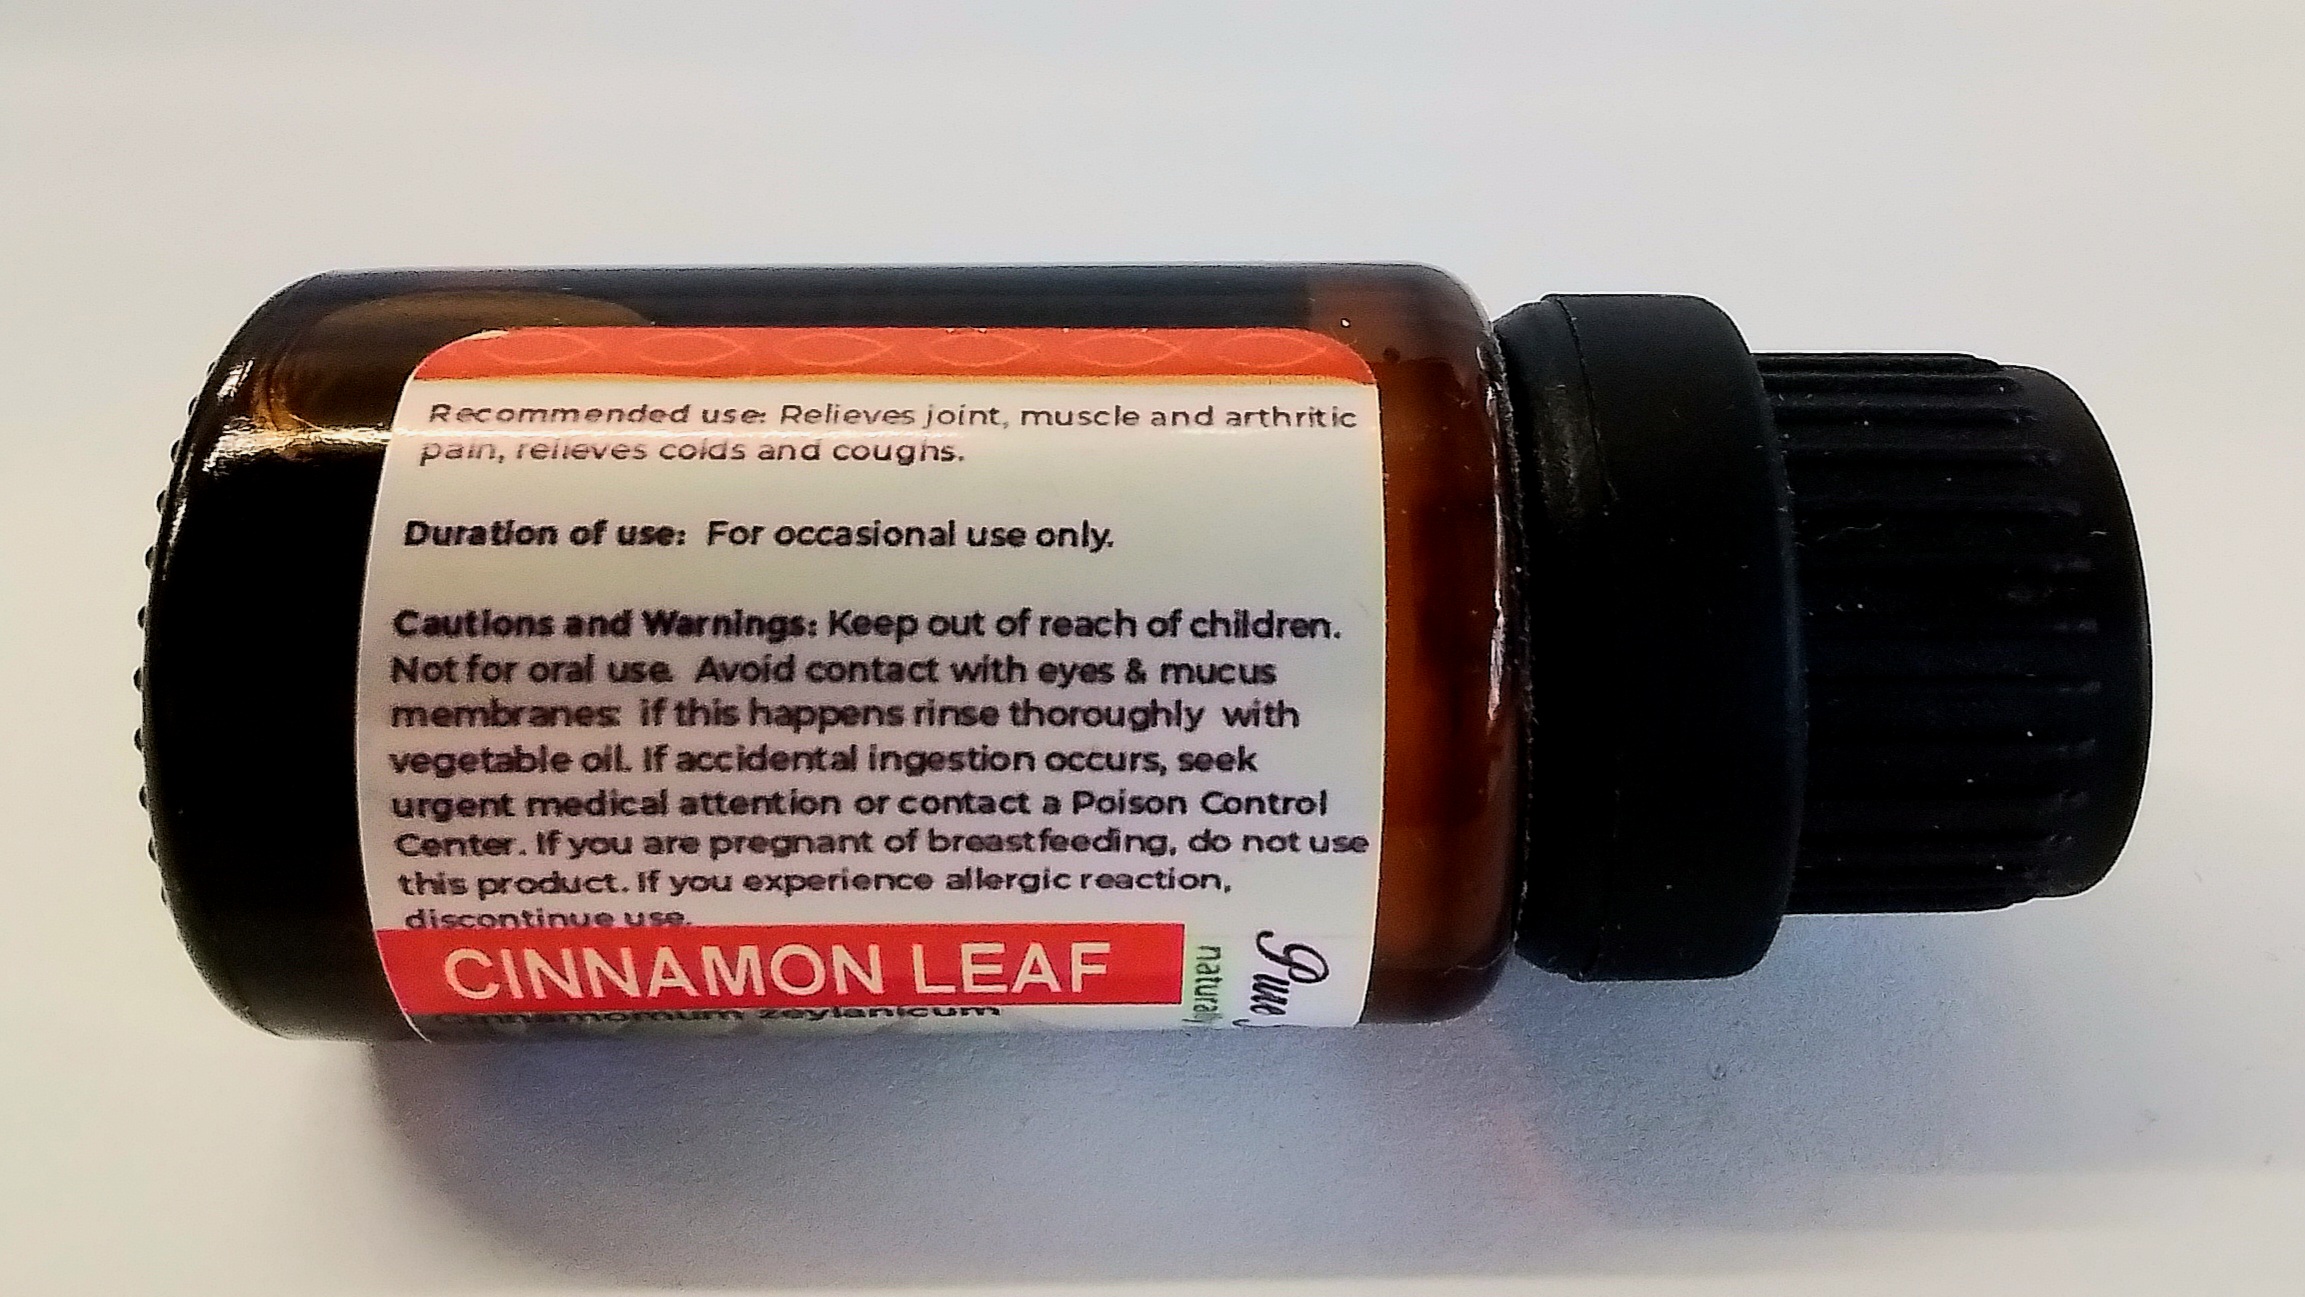 Recommended use: Relieves joint, muscle and arthritic
pain, relieves colds and coughs.
Duration of use: For occasional use only.
Cautions and Warnings: Keep out of reach of children.
Not for oral use. Avoid contact with eyes & mucus
membranes: if this happens rinse thoroughly with
vegetable oil. If accidental ingestion occurs, seek
urgent medical attention or contact a Poison Control
Center. If you are pregnant of breastfeeding, do not use
this product. If you experience allergic reaction,
discontinue use.
CINNAMON LEAF
Cinnamomum zeylanicum
Pure
natural